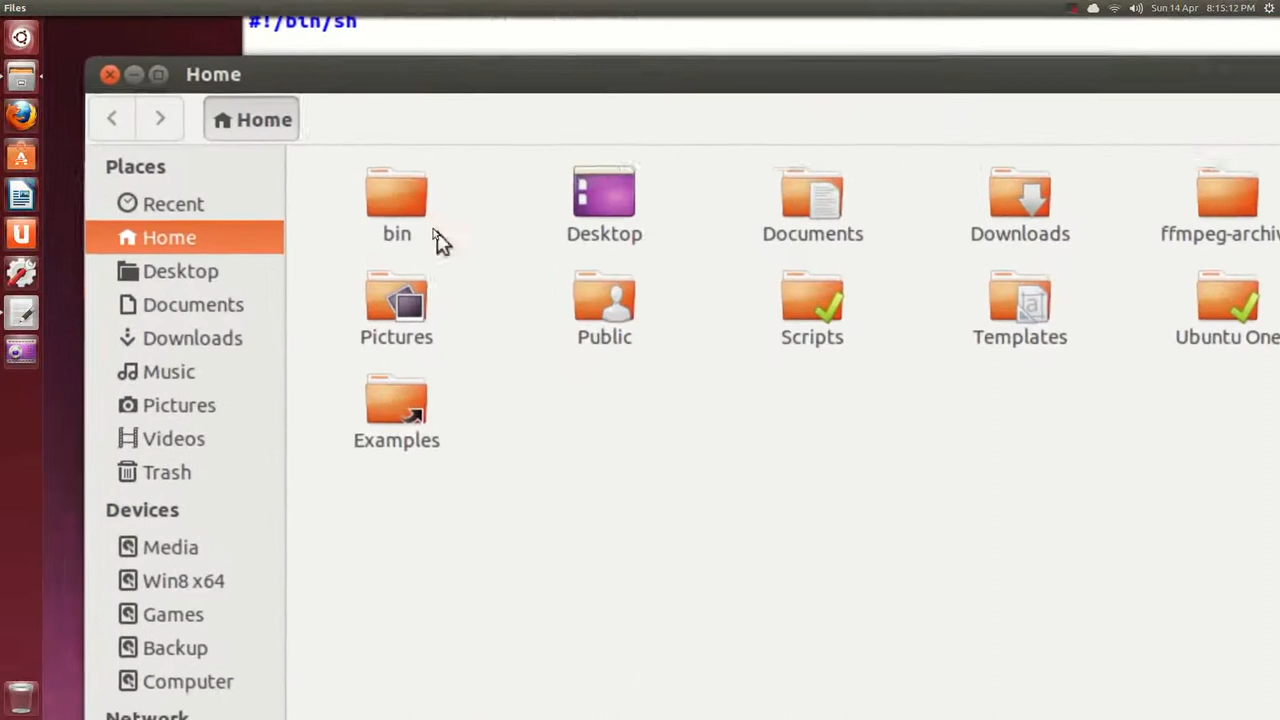 Files
Sun 14 Apr 8:15:12 PM
#!/bin/sh
Home
Home
Places
Recent
Home
Desktop
Documents
Downloads
Music
Pictures
Videos
Trash
Devices
Media
Win8 x64
Games
Backup
Computer
Network
bin
Desktop
Documents
Downloads
ffmpeg-archiv
Pictures
Public
Scripts
Templates
Ubuntu One
Examples